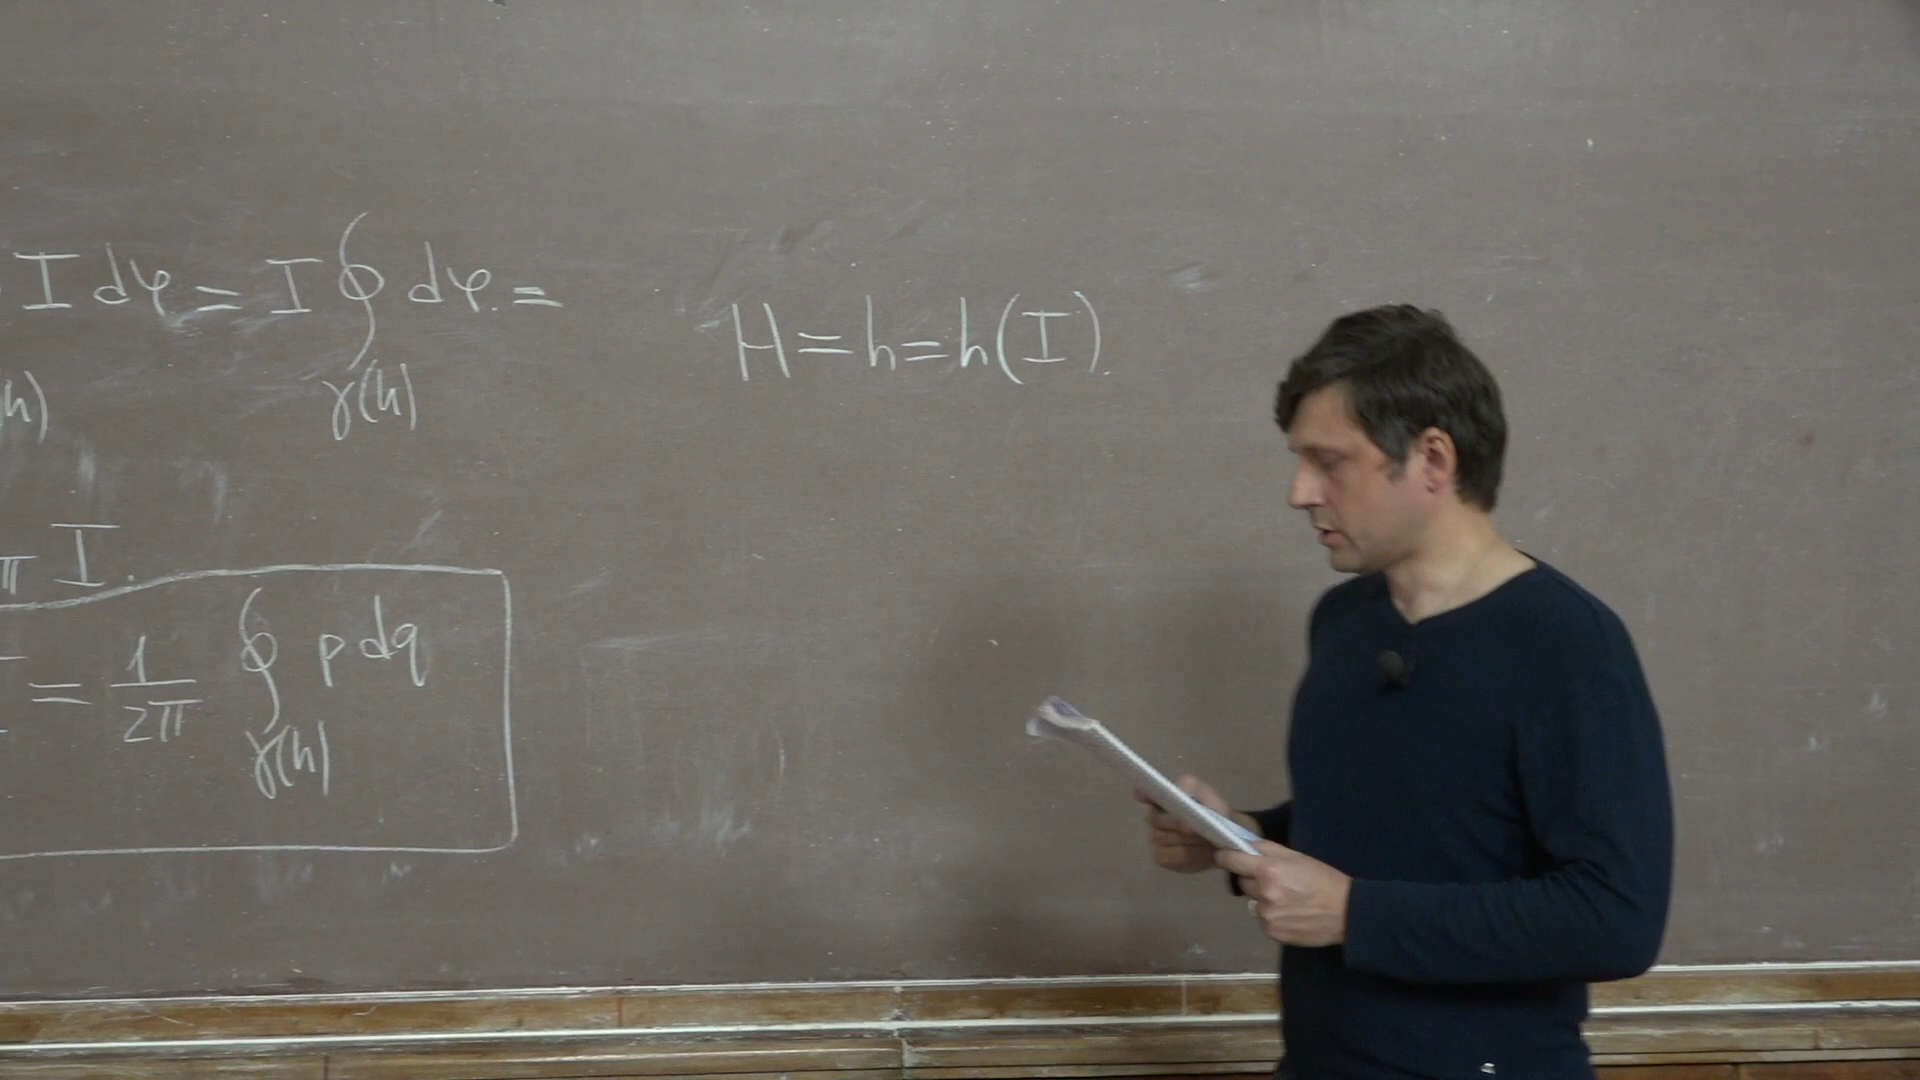 I dφ = I ∮ dφ. =
γ(h)
H = h = h(I).
π I.
= 1/2π ∮ p dq
γ(h)